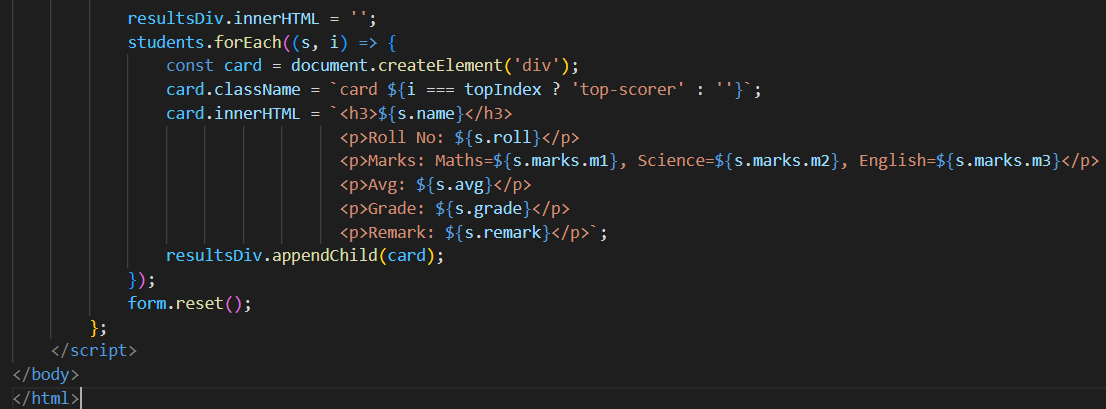 resultsDiv.innerHTML = '';
students.forEach((s, i) => {
const card = document.createElement('div');
card.className = `card ${i === topIndex ? 'top-scorer' : ''}`;
card.innerHTML = `<h3>${s.name}</h3>
<p>Roll No: ${s.roll}</p>
<p>Marks: Maths=${s.marks.m1}, Science=${s.marks.m2}, English=${s.marks.m3}</p>
<p>Avg: ${s.avg}</p>
<p>Grade: ${s.grade}</p>
<p>Remark: ${s.remark}</p>`;
resultsDiv.appendChild(card);
});
form.reset();
};
</script>
</body>
</html>